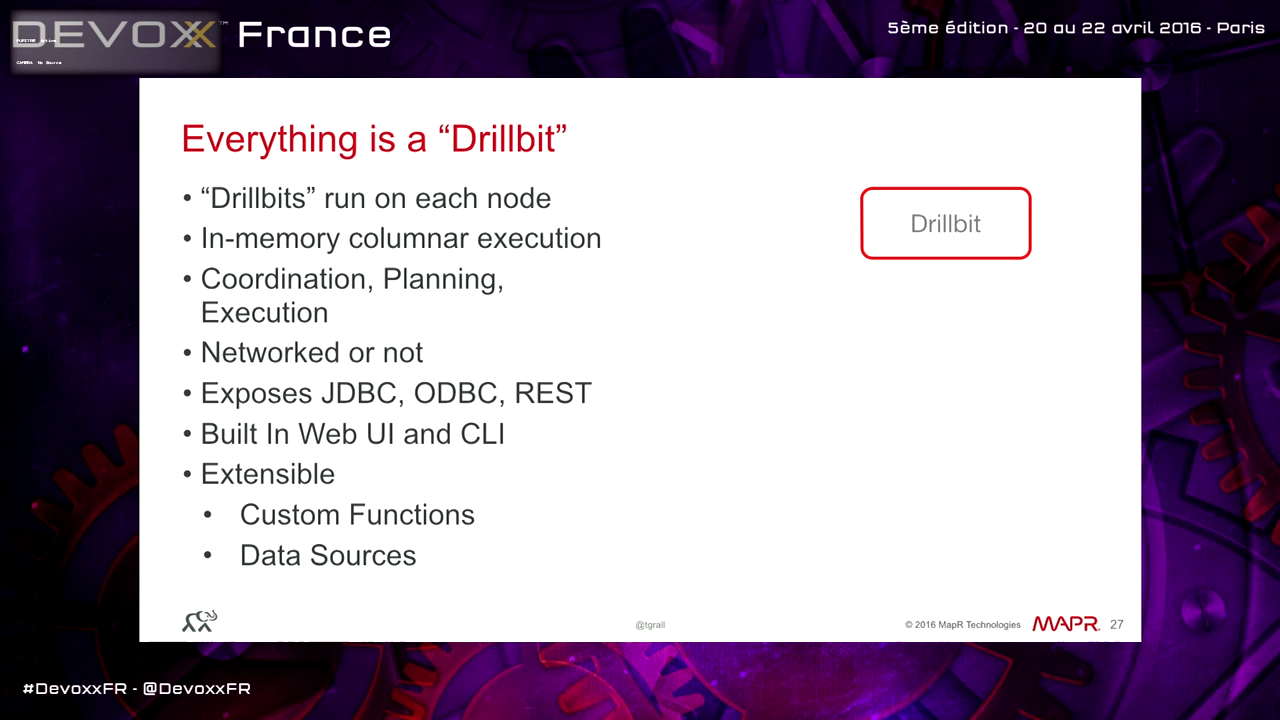 DEVOXX™ France
5ème édition - 20 au 22 avril 2016 - Paris
Everything is a “Drillbit”
• “Drillbits” run on each node
• In-memory columnar execution
• Coordination, Planning,
Execution
• Networked or not
• Exposes JDBC, ODBC, REST
• Built In Web UI and CLI
• Extensible
• Custom Functions
• Data Sources
Drillbit
@tgrall
© 2016 MapR Technologies
MAPR
27
#DevoxxFR - @DevoxxFR